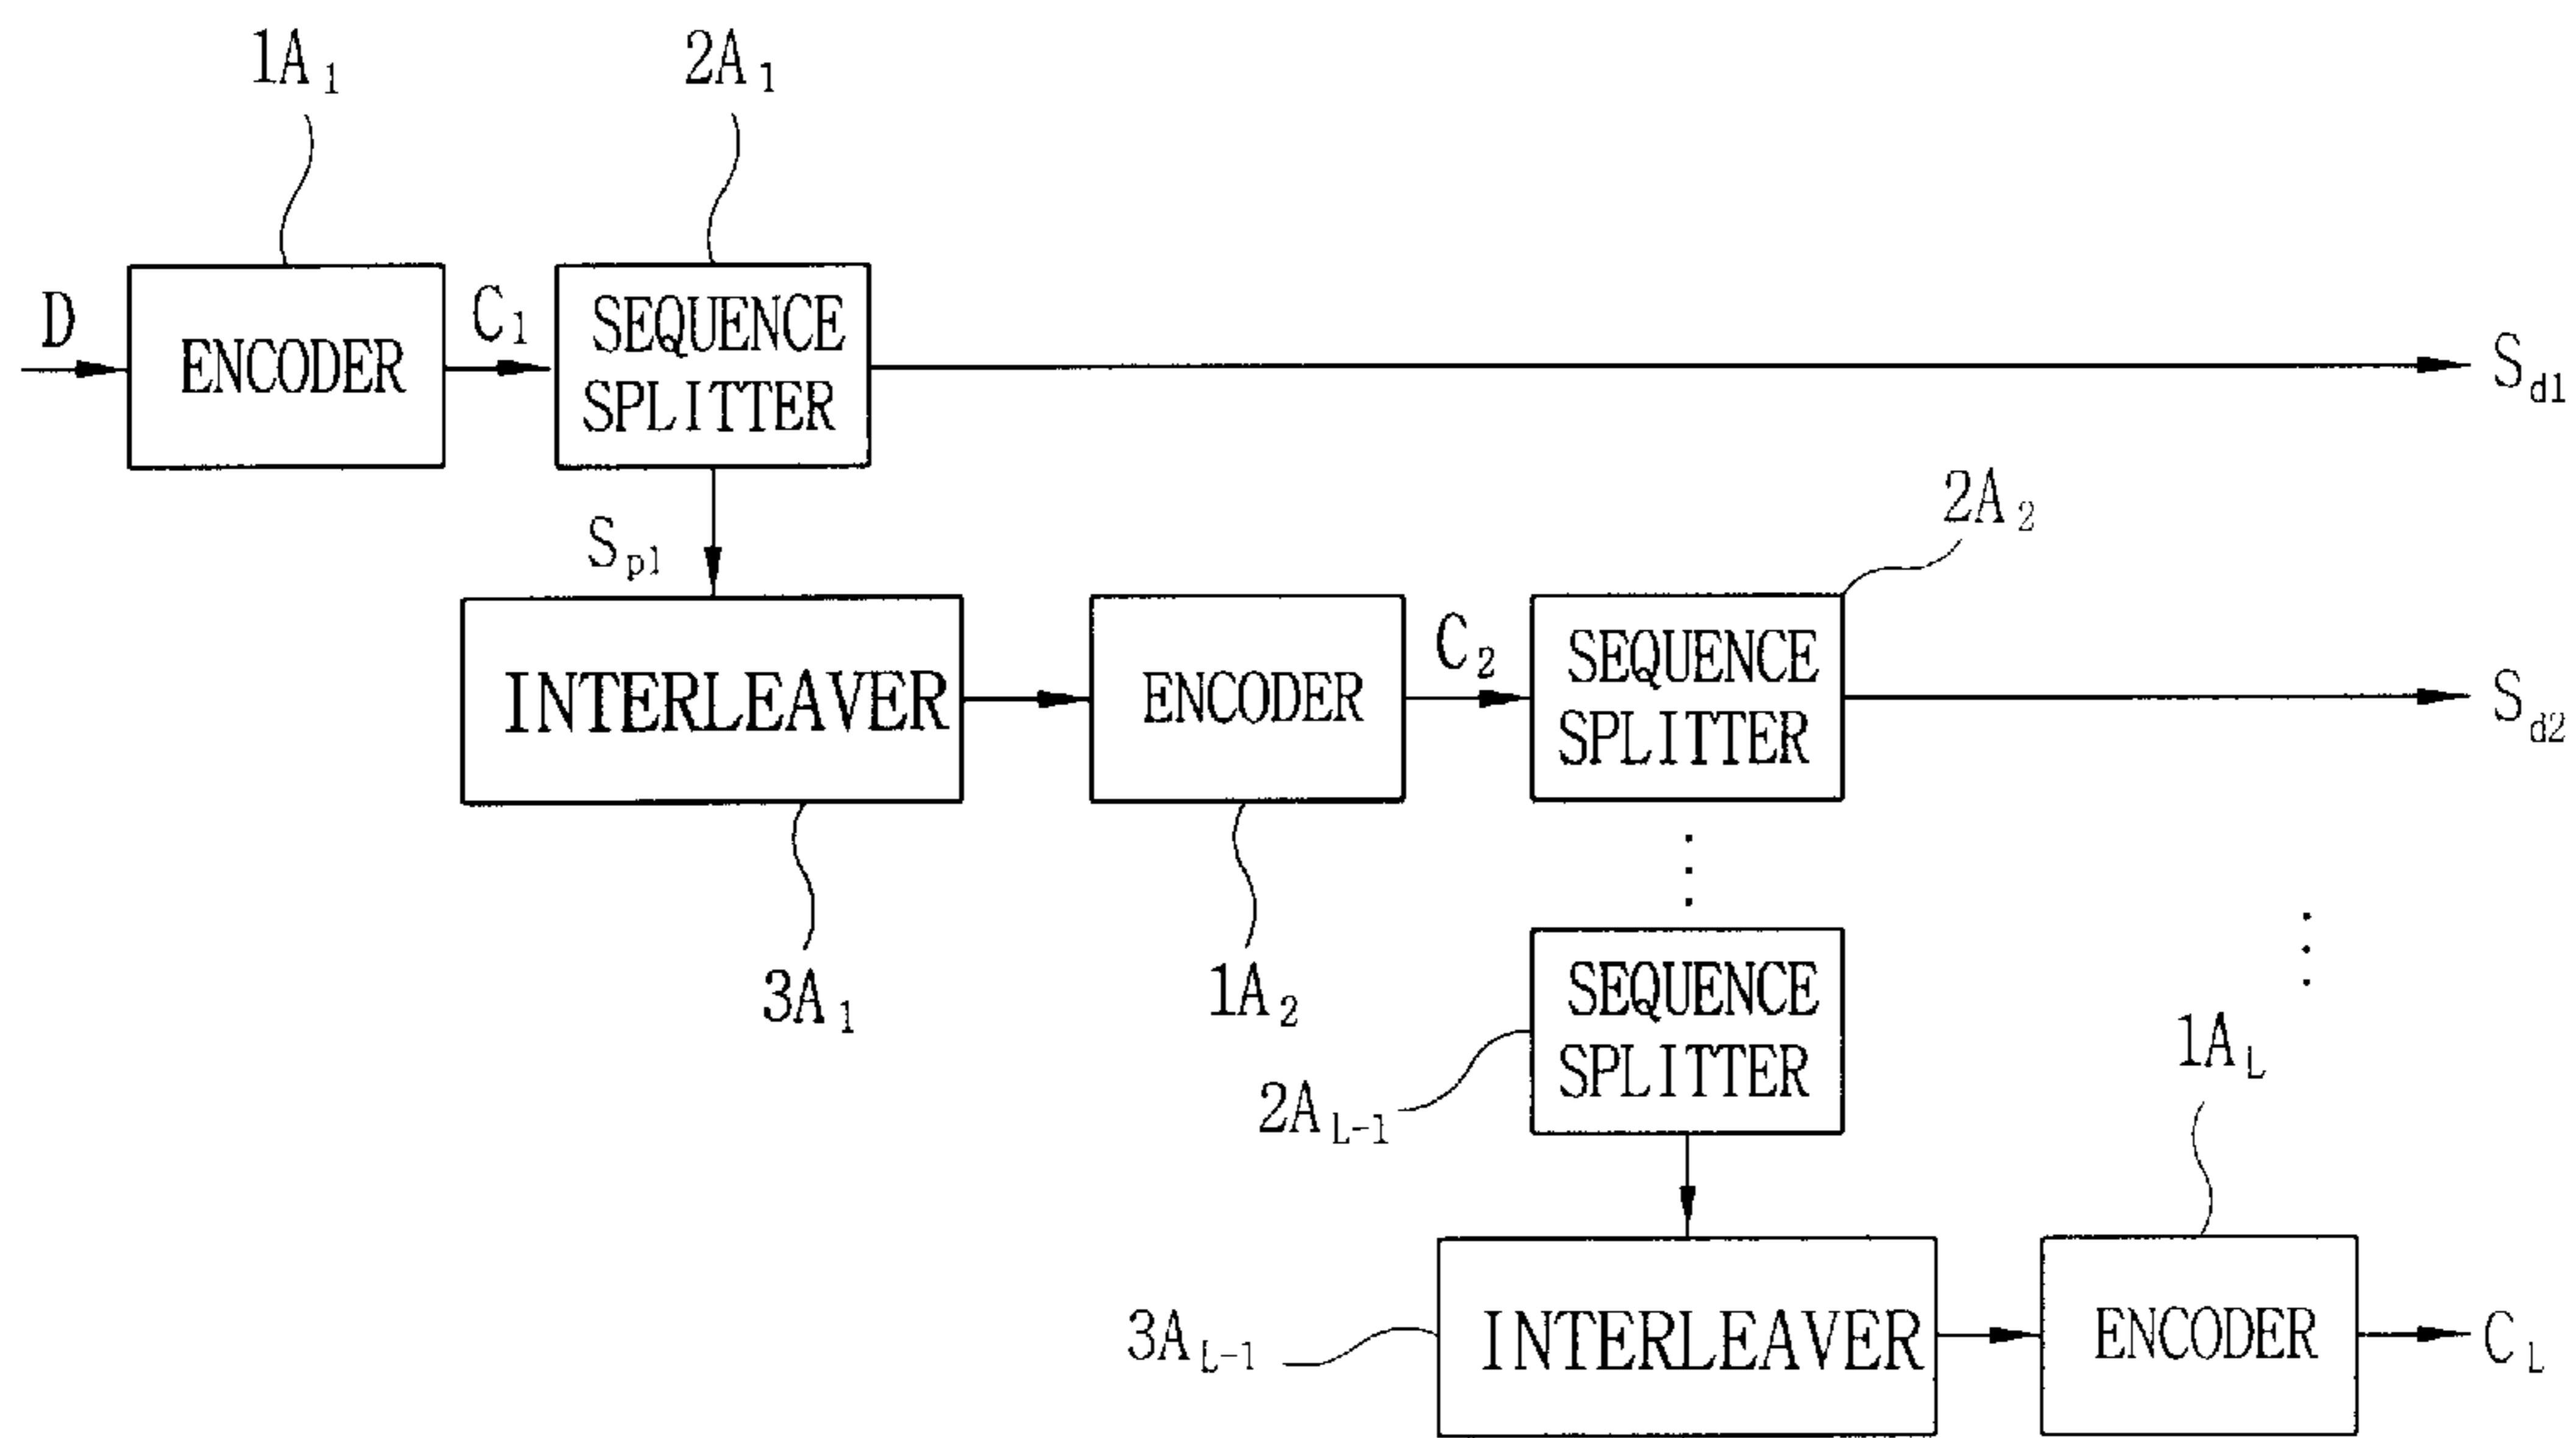 1A1
2A1
D
ENCODER
C1
SEQUENCE
SPLITTER
Sd1
Sp1
2A2
INTERLEAVER
ENCODER
C2
SEQUENCE
SPLITTER
Sd2
3A1
1A2
SEQUENCE
SPLITTER
2AL-1
1AL
3AL-1
INTERLEAVER
ENCODER
CL